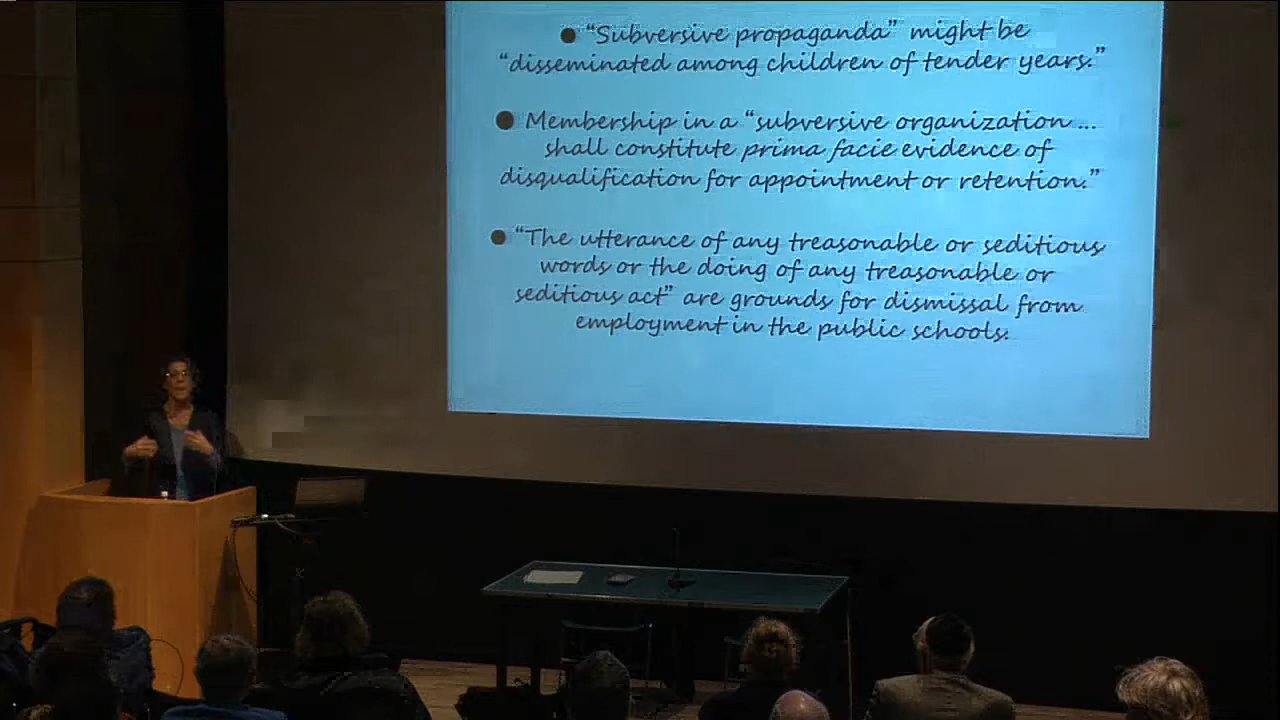 ● “Subversive propaganda” might be
“disseminated among children of tender years.”
● Membership in a “subversive organization ...
shall constitute prima facie evidence of
disqualification for appointment or retention.”
● “The utterance of any treasonable or seditious
words or the doing of any treasonable or
seditious act” are grounds for dismissal from
employment in the public schools.